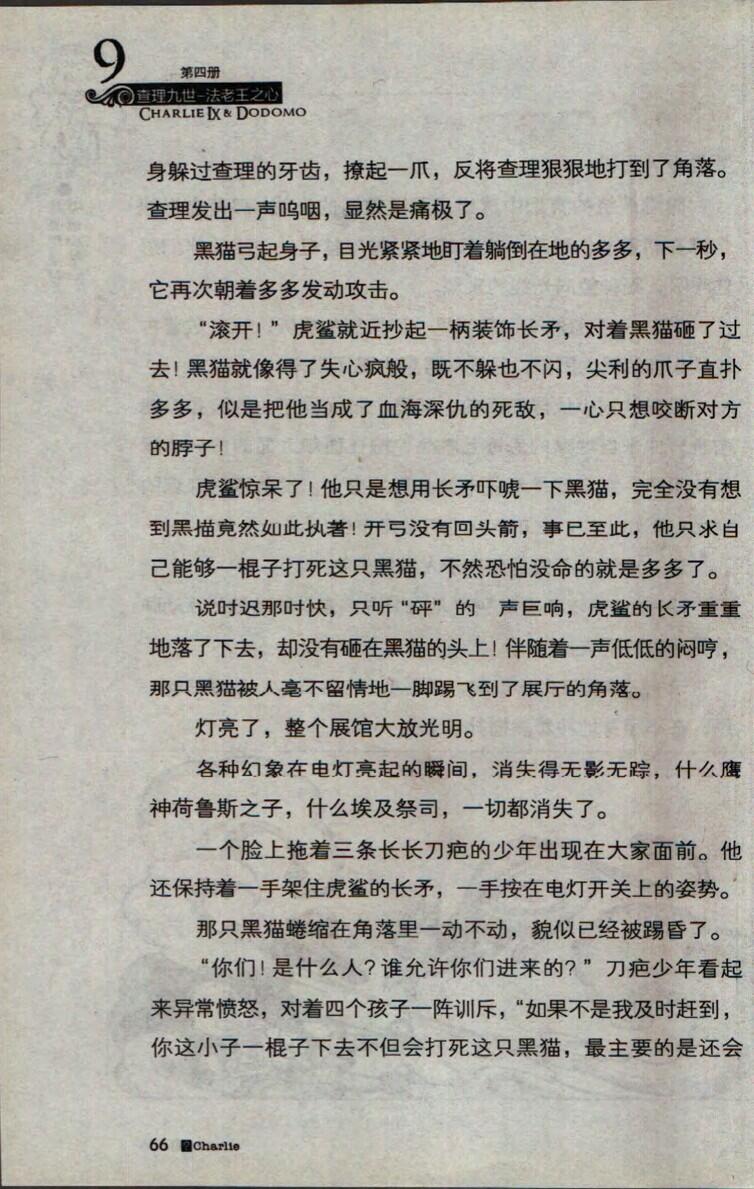 9
第四册
查理九世-法老王之心
CHARLIE IX & DODOMO
身躲过查理的牙齿，撩起一爪，反将查理狠狠地打到了角落。
查理发出一声呜咽，显然是痛极了。
黑猫弓起身子，目光紧紧地盯着躺倒在地的多多，下一秒，
它再次朝着多多发动攻击。
“滚开！”虎鲨就近抄起一柄装饰长矛，对着黑猫砸了过
去！黑猫就像得了失心疯般，既不躲也不闪，尖利的爪子直扑
多多，似是把他当成了血海深仇的死敌，一心只想咬断对方
的脖子！
虎鲨惊呆了！他只是想用长矛吓唬一下黑猫，完全没有想
到黑猫竟然如此执著！开弓没有回头箭，事已至此，他只求自
己能够一棍子打死这只黑猫，不然恐怕没命的就是多多了。
说时迟那时快，只听“砰”的 声巨响，虎鲨的长矛重重
地落了下去，却没有砸在黑猫的头上！伴随着一声低低的闷哼，
那只黑猫被人毫不留情地一脚踢飞到了展厅的角落。
灯亮了，整个展馆大放光明。
各种幻象在电灯亮起的瞬间，消失得无影无踪，什么鹰
神荷鲁斯之子，什么埃及祭司，一切都消失了。
一个脸上拖着三条长长刀疤的少年出现在大家面前。他
还保持着一手架住虎鲨的长矛，一手按在电灯开关上的姿势。
那只黑猫蜷缩在角落里一动不动，貌似已经被踢昏了。
“你们！是什么人？谁允许你们进来的？”刀疤少年看起
来异常愤怒，对着四个孩子一阵训斥，“如果不是我及时赶到，
你这小子一棍子下去不但会打死这只黑猫，最主要的是还会
66 Charlie